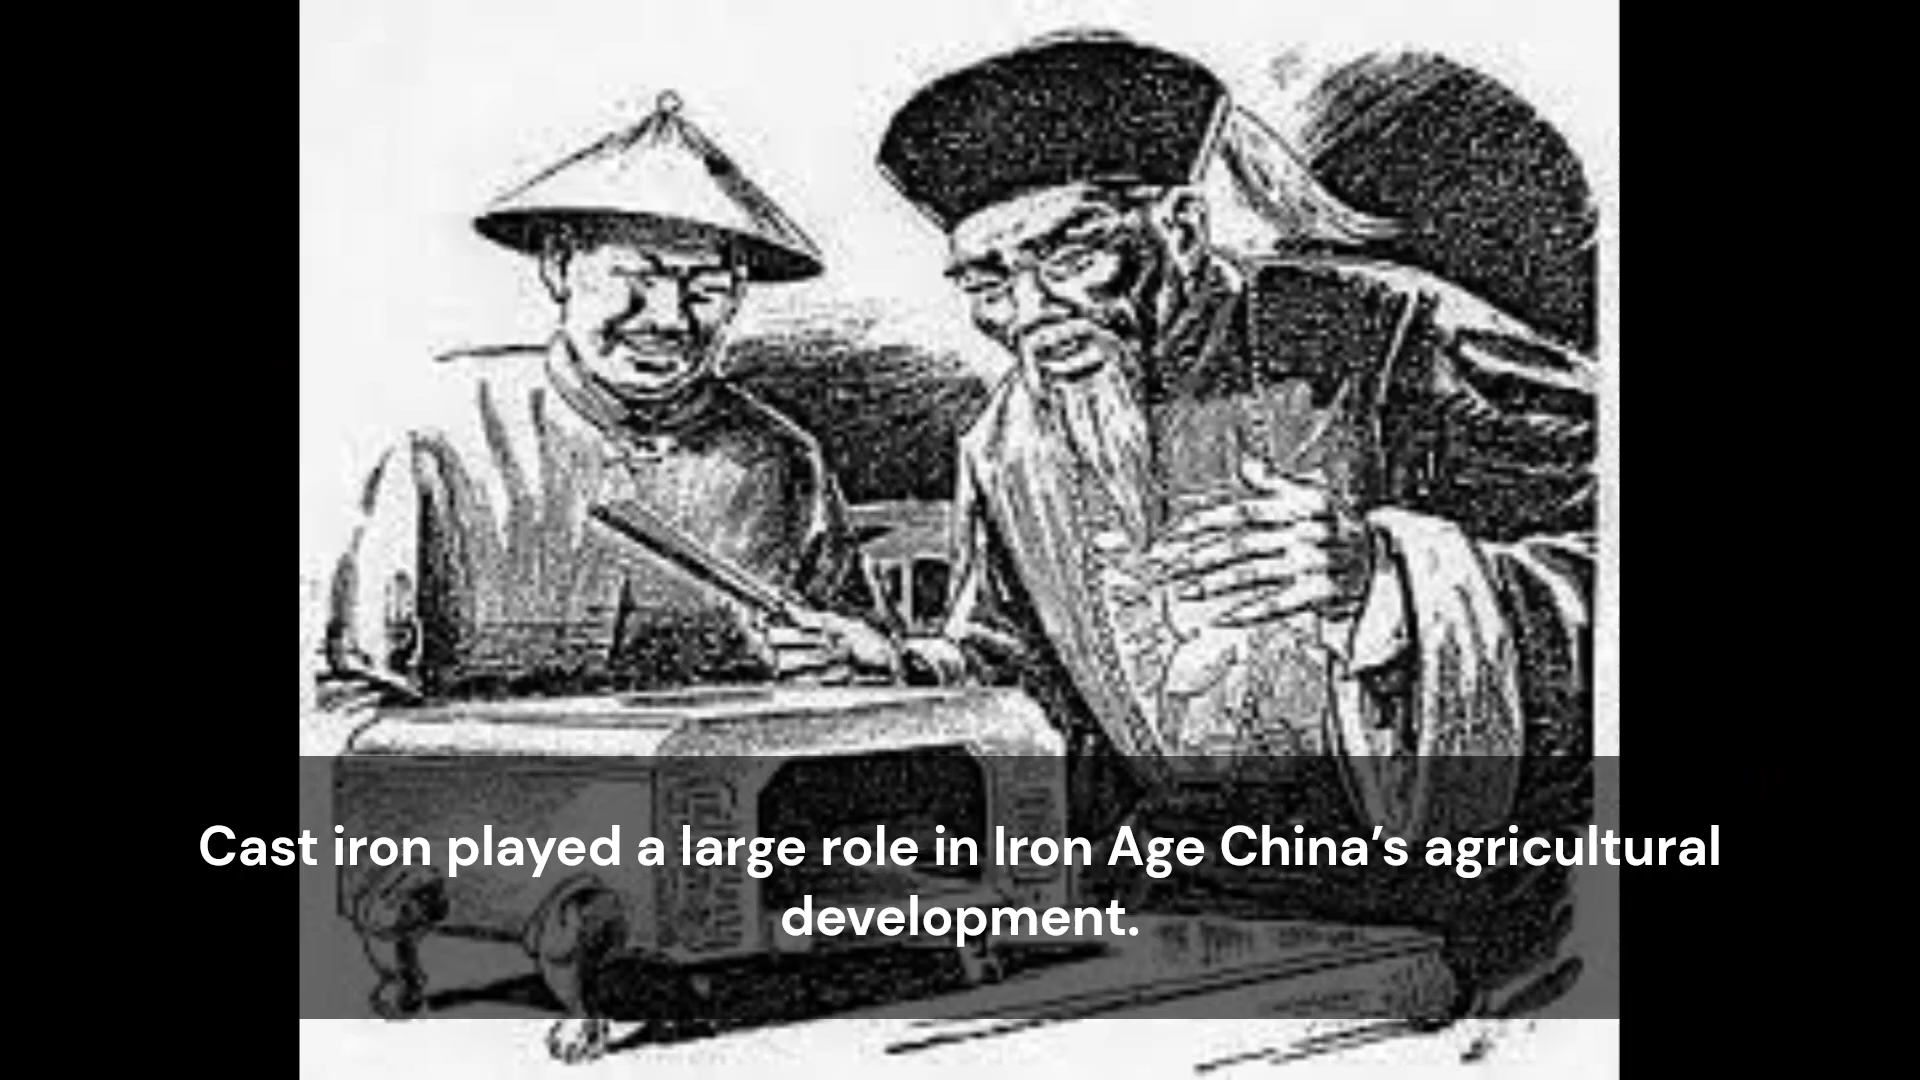 Cast iron played a large role in Iron Age China’s agricultural
development.